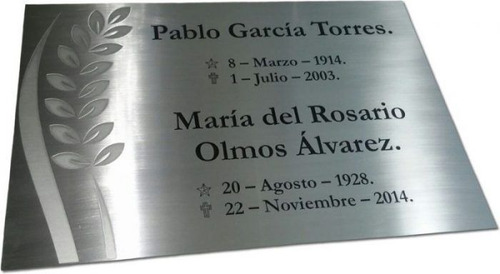 Pablo García Torres.
☆ 8 – Marzo – 1914.
✞ 1 – Julio – 2003.
María del Rosario
Olmos Álvarez.
☆ 20 – Agosto – 1928.
✞ 22 – Noviembre – 2014.